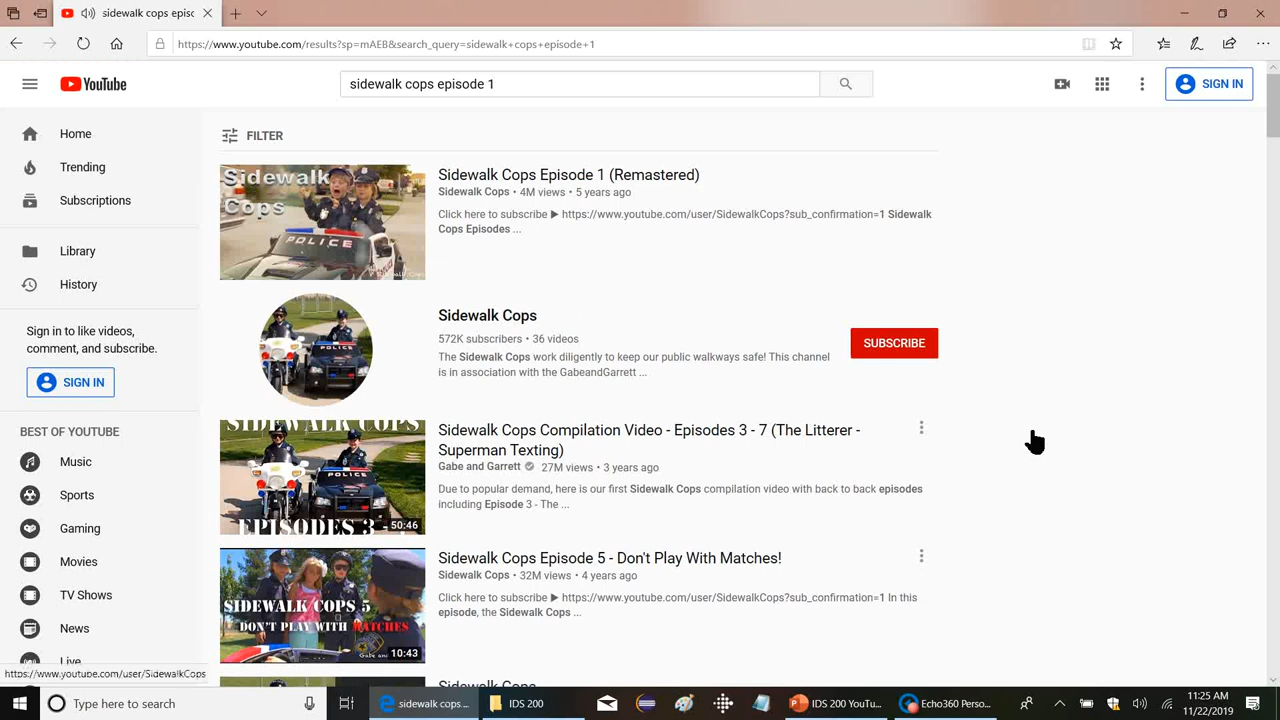 sidewalk cops episo
https://www.youtube.com/results?sp=mAEB&search_query=sidewalk+cops+episode+1
YouTube
sidewalk cops episode 1
SIGN IN
Home
Trending
Subscriptions
Library
History
Sign in to like videos,
comment, and subscribe.
SIGN IN
BEST OF YOUTUBE
Music
Sports
Gaming
Movies
TV Shows
News
Live
FILTER
Sidewalk
Cops
POLICE
Sidewalk Cops Episode 1 (Remastered)
Sidewalk Cops • 4M views • 5 years ago
Click here to subscribe ▶ https://www.youtube.com/user/SidewalkCops?sub_confirmation=1 Sidewalk
Cops Episodes ...
Sidewalk Cops
572K subscribers • 36 videos
The Sidewalk Cops work diligently to keep our public walkways safe! This channel
is in association with the GabeandGarrett ...
SUBSCRIBE
SIDEWALK COPS
EPISODES 3 -
50:46
Sidewalk Cops Compilation Video - Episodes 3 - 7 (The Litterer -
Superman Texting)
Gabe and Garrett 27M views • 3 years ago
Due to popular demand, here is our first Sidewalk Cops compilation video with back to back episodes
including Episode 3 - The ...
SIDEWALK COPS 5
DON'T PLAY WITH MATCHES
10:43
Sidewalk Cops Episode 5 - Don't Play With Matches!
Sidewalk Cops • 32M views • 4 years ago
Click here to subscribe ▶ https://www.youtube.com/user/SidewalkCops?sub_confirmation=1 In this
episode, the Sidewalk Cops ...
https://www.youtube.com/user/SidewalkCops
Type here to search
sidewalk cops...
IDS 200
IDS 200 YouTu...
Echo360 Perso...
11:25 AM
11/22/2019